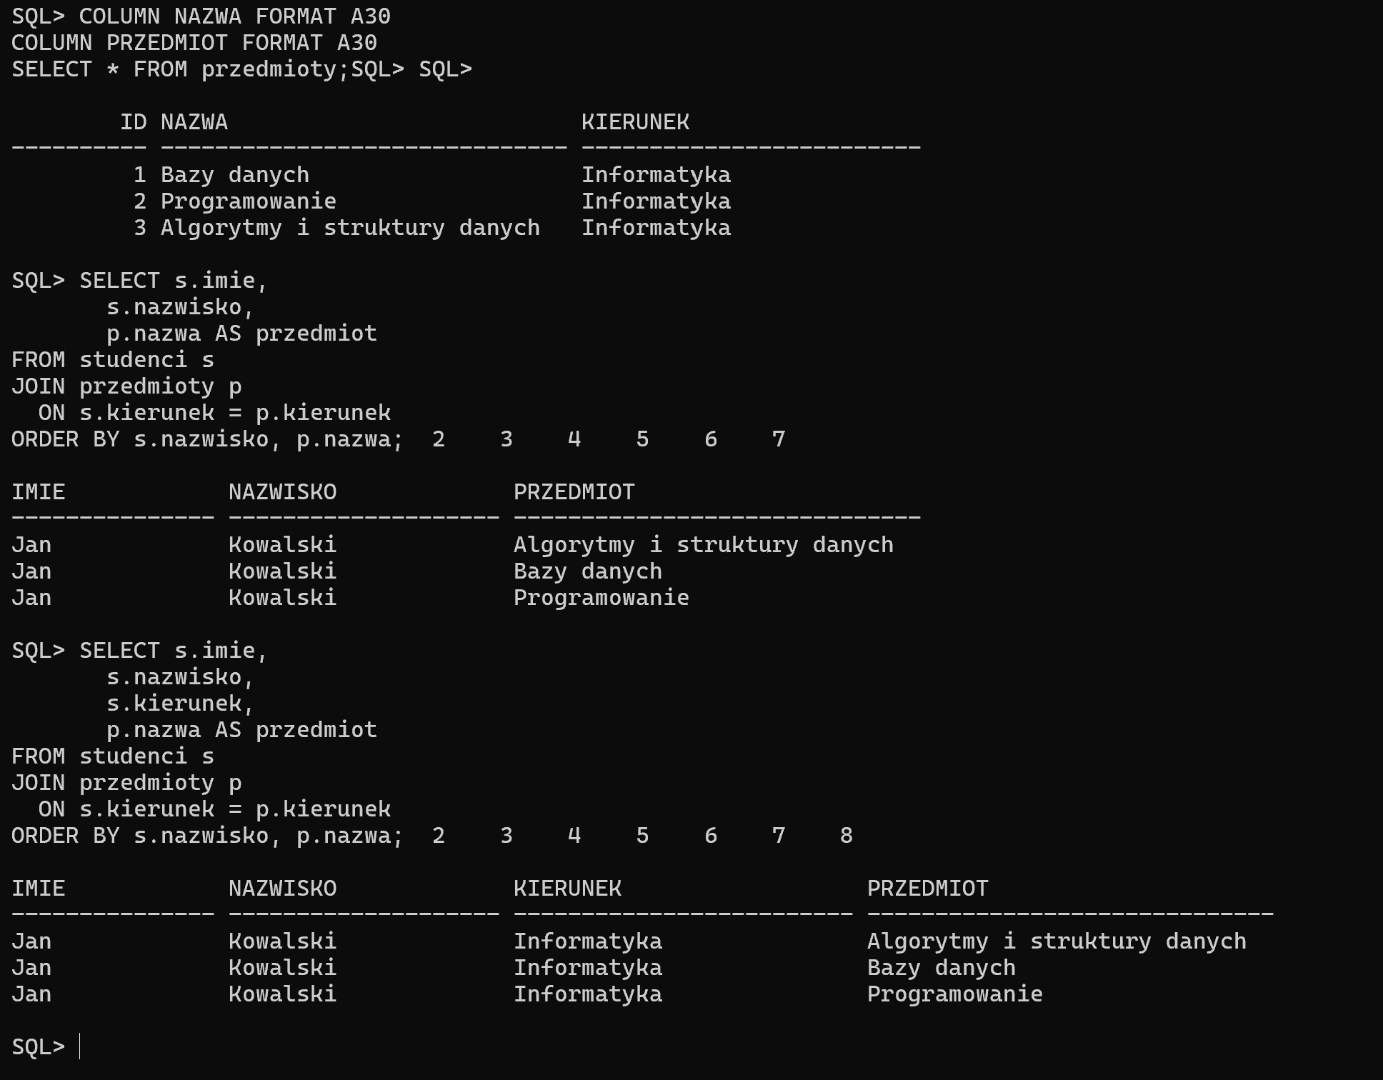 SQL> COLUMN NAZWA FORMAT A30
COLUMN PRZEDMIOT FORMAT A30
SELECT * FROM przedmioty;SQL> SQL>
        ID NAZWA                          KIERUNEK
---------- ------------------------------ -------------------------
         1 Bazy danych                    Informatyka
         2 Programowanie                  Informatyka
         3 Algorytmy i struktury danych   Informatyka
SQL> SELECT s.imie,
       s.nazwisko,
       p.nazwa AS przedmiot
FROM studenci s
JOIN przedmioty p
  ON s.kierunek = p.kierunek
ORDER BY s.nazwisko, p.nazwa;  2    3    4    5    6    7
IMIE            NAZWISKO             PRZEDMIOT
--------------- -------------------- ------------------------------
Jan             Kowalski             Algorytmy i struktury danych
Jan             Kowalski             Bazy danych
Jan             Kowalski             Programowanie
SQL> SELECT s.imie,
       s.nazwisko,
       s.kierunek,
       p.nazwa AS przedmiot
FROM studenci s
JOIN przedmioty p
  ON s.kierunek = p.kierunek
ORDER BY s.nazwisko, p.nazwa;  2    3    4    5    6    7    8
IMIE            NAZWISKO             KIERUNEK                  PRZEDMIOT
--------------- -------------------- ------------------------- ------------------------------
Jan             Kowalski             Informatyka               Algorytmy i struktury danych
Jan             Kowalski             Informatyka               Bazy danych
Jan             Kowalski             Informatyka               Programowanie
SQL>